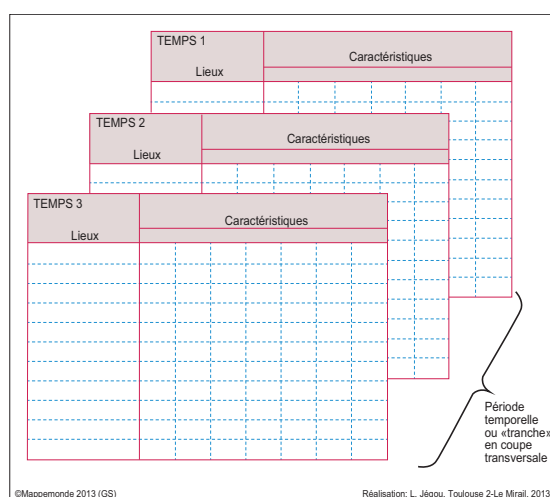 TEMPS 1
Lieux
Caractéristiques
TEMPS 2
Lieux
Caractéristiques
TEMPS 3
Lieux
Caractéristiques
Période
temporelle
ou «tranche»
en coupe
transversale
©Mappemonde 2013 (GS)
Réalisation: L. Jégou, Toulouse 2-Le Mirail, 2013